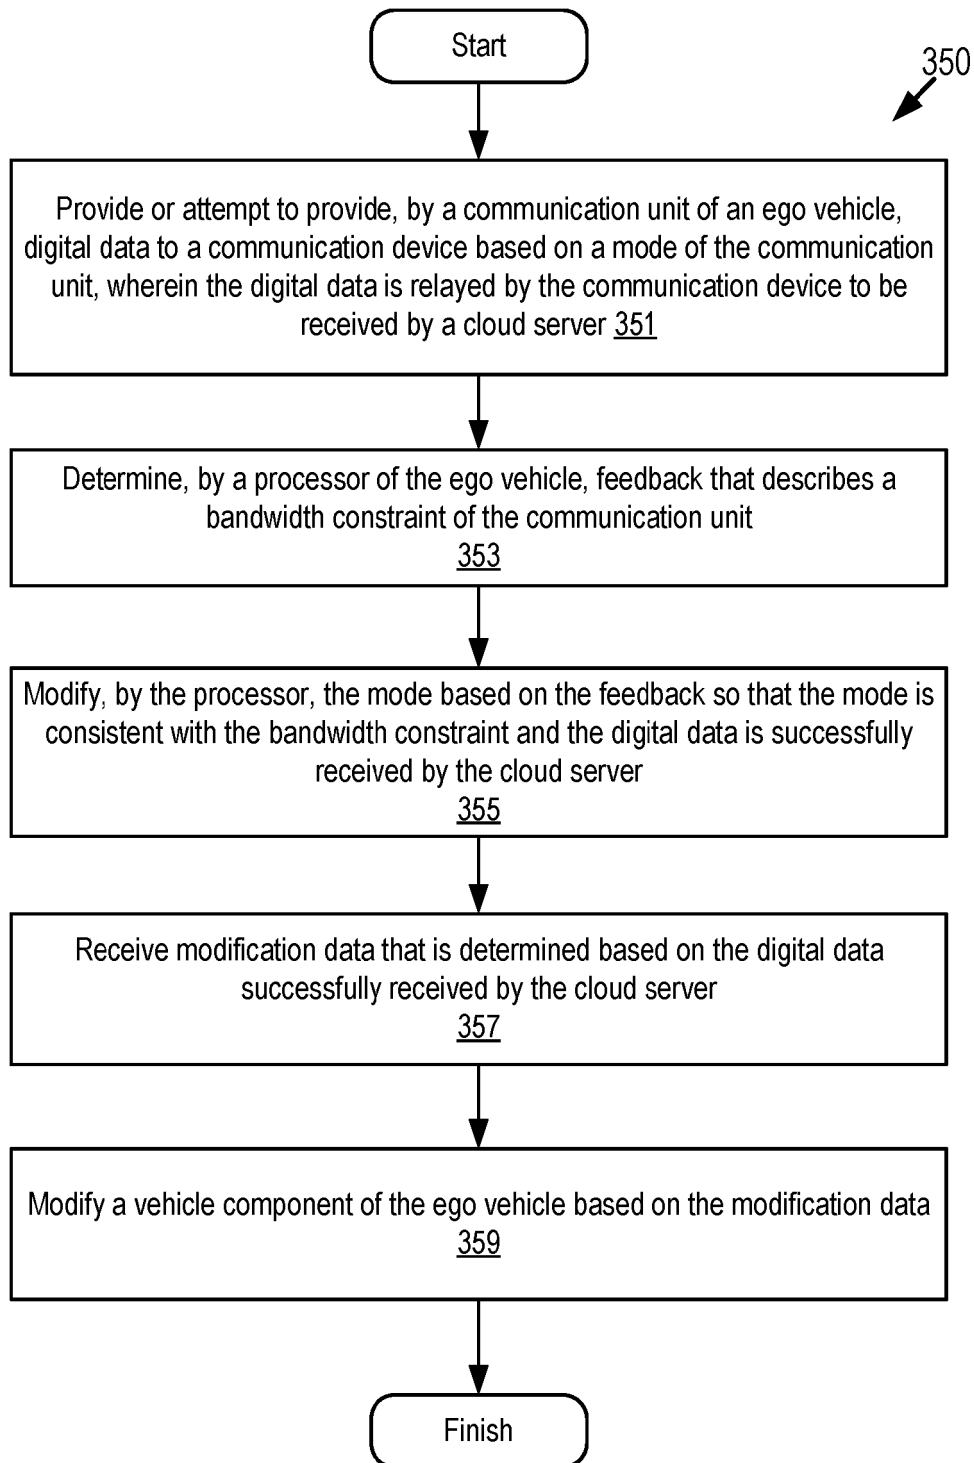 Start
350
Provide or attempt to provide, by a communication unit of an ego vehicle,
digital data to a communication device based on a mode of the communication
unit, wherein the digital data is relayed by the communication device to be
received by a cloud server 351
Determine, by a processor of the ego vehicle, feedback that describes a
bandwidth constraint of the communication unit
353
Modify, by the processor, the mode based on the feedback so that the mode is
consistent with the bandwidth constraint and the digital data is successfully
received by the cloud server
355
Receive modification data that is determined based on the digital data
successfully received by the cloud server
357
Modify a vehicle component of the ego vehicle based on the modification data
359
Finish